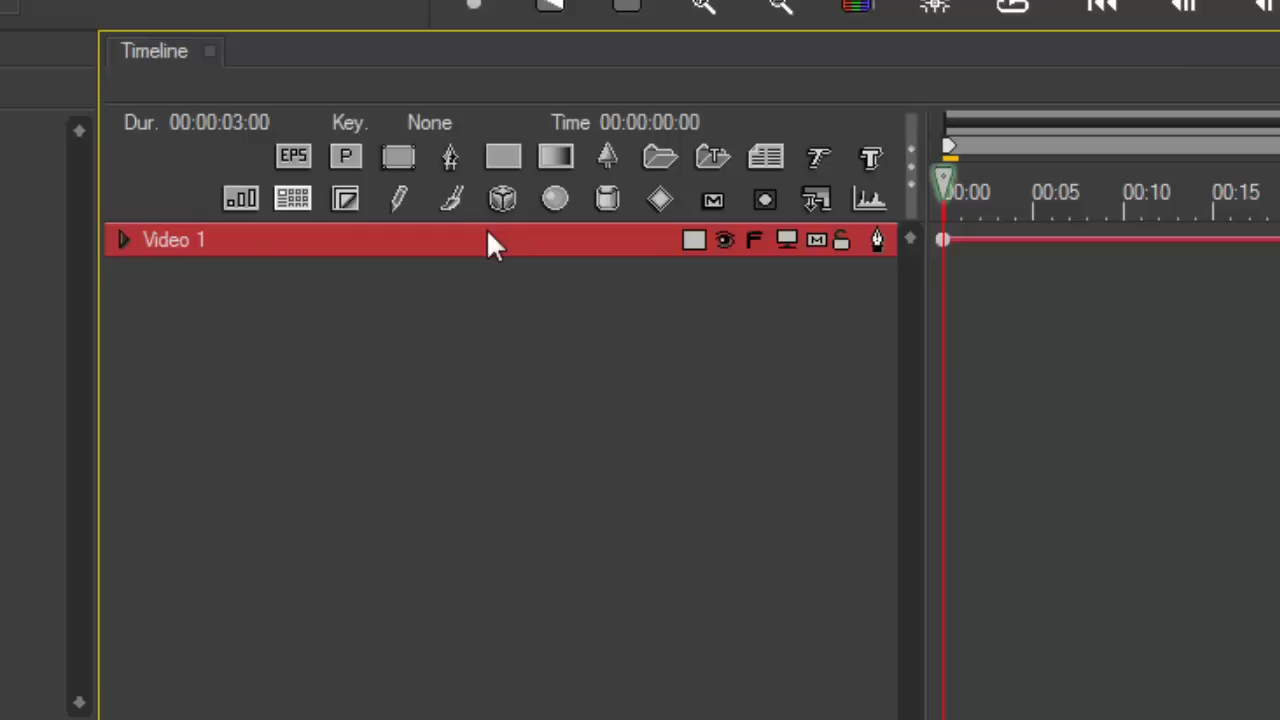 Timeline
Dur. 00:00:03:00 Key. None Time 00:00:00:00
EPS P T T T
M
Video 1 F M
00:00 00:05 00:10 00:15